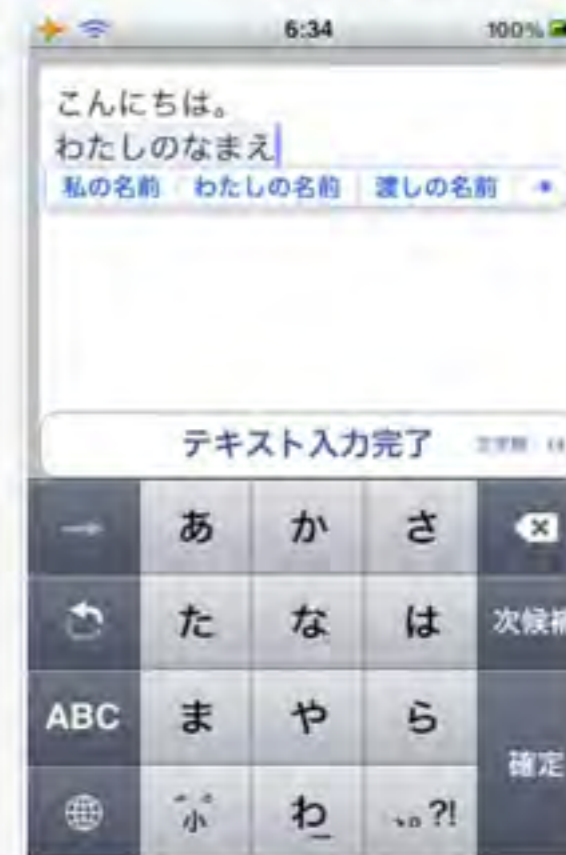 6:34 100%
こんにちは。
わたしのなまえ
私の名前 わたしの名前 渡しの名前
テキスト入力完了
→ あ か さ
た な は 次候補
ABC ま や ら
確定
小 わ 、。?!